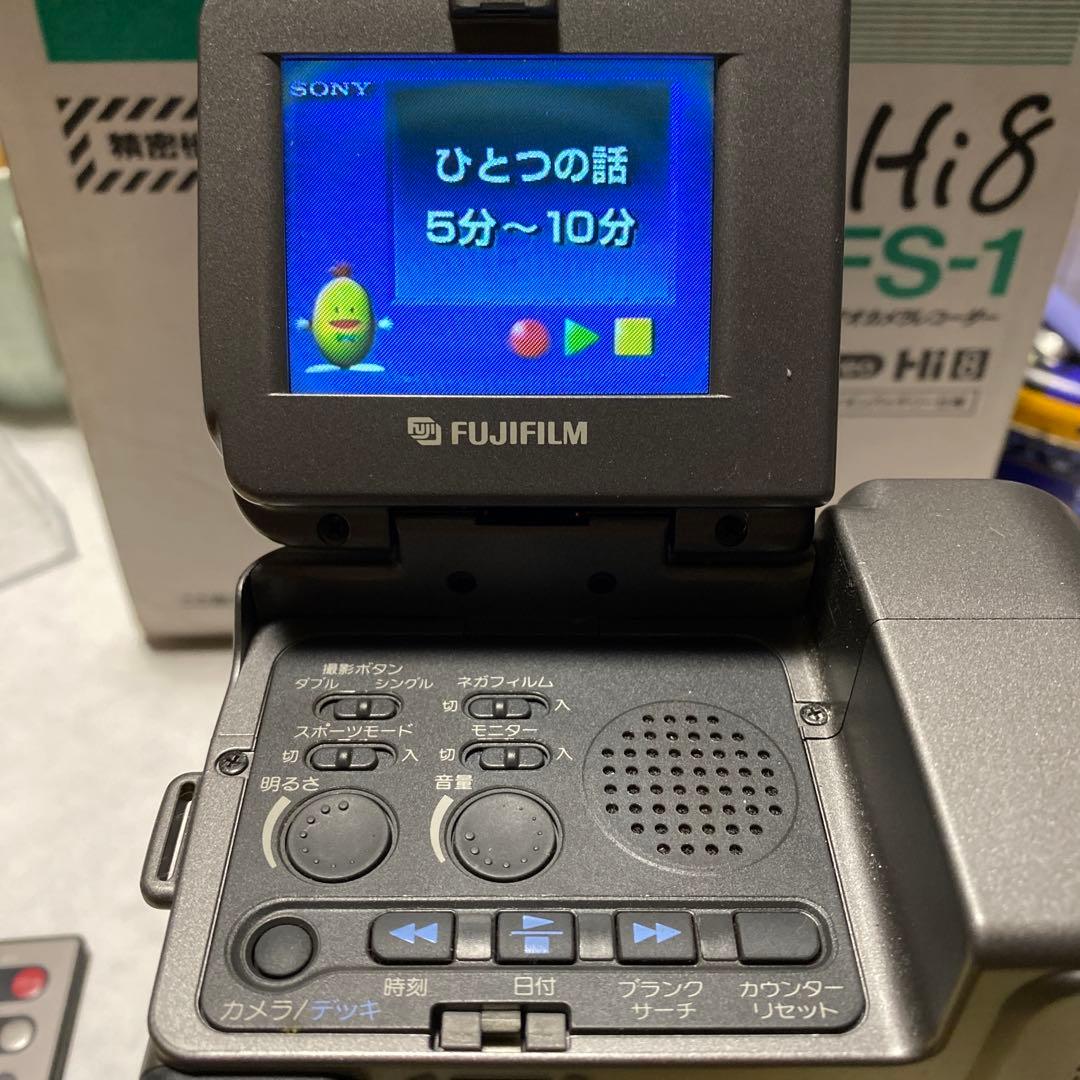 精密機
Hi8
FS-1
Hi8
SONY
ひとつの話
5分～10分
FUJI FUJIFILM
撮影ボタン
ダブル シングル
ネガフィルム
切 入
スポーツモード
切 入
モニター
切 入
明るさ
音量
時刻
日付
ブランク
サーチ
カウンター
リセット
カメラ/デッキ